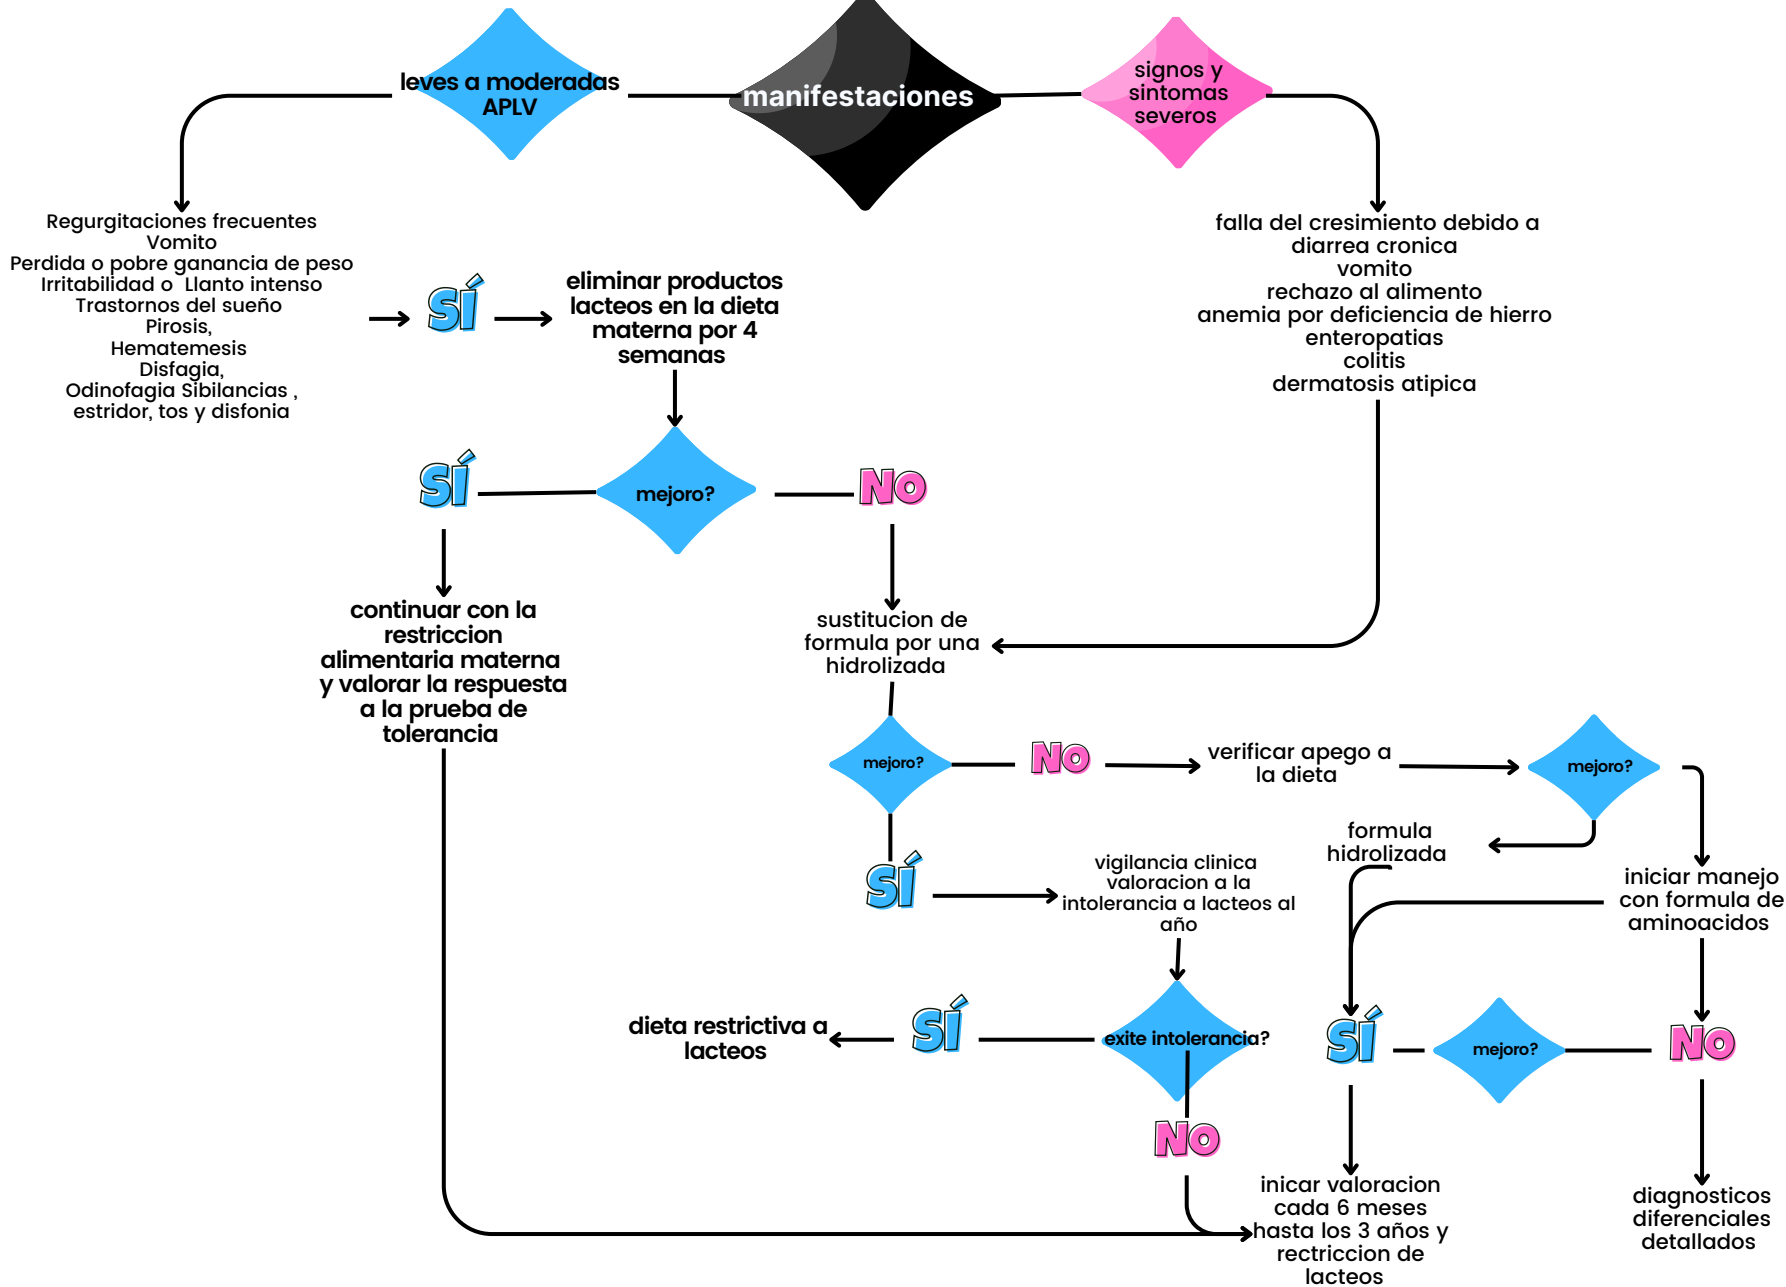 leves a moderadas
APLV
manifestaciones
signos y
sintomas
severos
Regurgitaciones frecuentes
Vomito
Perdida o pobre ganancia de peso
Irritabilidad o Llanto intenso
Trastornos del sueño
Pirosis,
Hematemesis
Disfagia,
Odinofagia Sibilancias ,
estridor, tos y disfonia
SÍ
eliminar productos
lacteos en la dieta
materna por 4
semanas
falla del cresimiento debido a
diarrea cronica
vomito
rechazo al alimento
anemia por deficiencia de hierro
enteropatias
colitis
dermatosis atipica
SÍ
mejoro?
NO
continuar con la
restriccion
alimentaria materna
y valorar la respuesta
a la prueba de
tolerancia
sustitucion de
formula por una
hidrolizada
mejoro?
NO
verificar apego a
la dieta
mejoro?
formula
hidrolizada
SÍ
vigilancia clinica
valoracion a la
intolerancia a lacteos al
año
iniciar manejo
con formula de
aminoacidos
dieta restrictiva a
lacteos
SÍ
exite intolerancia?
SÍ
mejoro?
NO
NO
inicar valoracion
cada 6 meses
hasta los 3 años y
rectriccion de
lacteos
diagnosticos
diferenciales
detallados